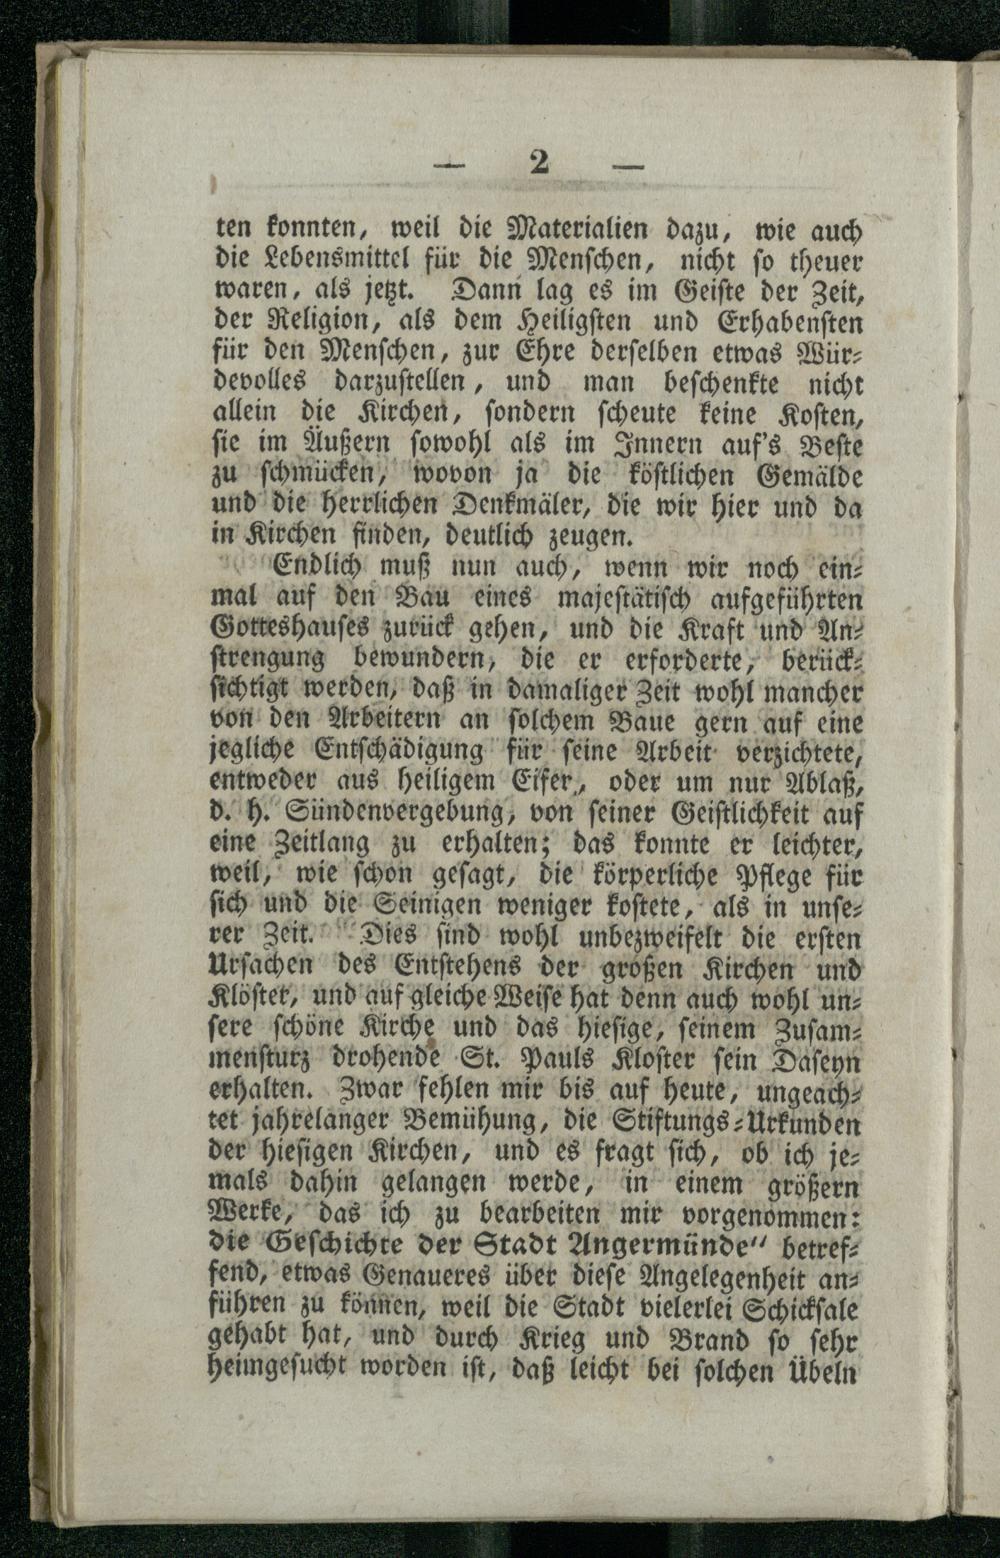 — 2 —
ten konnten, weil die Materialien dazu, wie auch
die Lebensmittel für die Menschen, nicht so theuer
waren, als jetzt. Dann lag es im Geiste der Zeit,
der Religion, als dem Heiligsten und Erhabensten
für den Menschen, zur Ehre derselben etwas Wür-
devolles darzustellen, und man beschenkte nicht
allein die Kirchen, sondern scheute keine Kosten,
sie im Äußern sowohl als im Innern auf's Beste
zu schmücken, wovon ja die köstlichen Gemälde
und die herrlichen Denkmäler, die wir hier und da
in Kirchen finden, deutlich zeugen.
Endlich muß nun auch, wenn wir noch ein-
mal auf den Bau eines majestätisch aufgeführten
Gotteshauses zurück gehen, und die Kraft und An-
strengung bewundern, die er erforderte, berück-
sichtigt werden, daß in damaliger Zeit wohl mancher
von den Arbeitern an solchem Baue gern auf eine
jegliche Entschädigung für seine Arbeit verzichtete,
entweder aus heiligem Eifer, oder um nur Ablaß,
d. h. Sündenvergebung, von seiner Geistlichkeit auf
eine Zeitlang zu erhalten; das konnte er leichter,
weil, wie schon gesagt, die körperliche Pflege für
sich und die Seinigen weniger kostete, als in unse-
rer Zeit. Dies sind wohl unbezweifelt die ersten
Ursachen des Entstehens der großen Kirchen und
Klöster, und auf gleiche Weise hat denn auch wohl un-
sere schöne Kirche und das hiesige, seinem Zusam-
mensturz drohende St. Pauls Kloster sein Daseyn
erhalten. Zwar fehlen mir bis auf heute, ungeach-
tet jahrelanger Bemühung, die Stiftungs-Urkunden
der hiesigen Kirchen, und es fragt sich, ob ich je-
mals dahin gelangen werde, in einem größern
Werke, das ich zu bearbeiten mir vorgenommen:
die Geschichte der Stadt Angermünde“ betref-
fend, etwas Genaueres über diese Angelegenheit an-
führen zu können, weil die Stadt vielerlei Schicksale
gehabt hat, und durch Krieg und Brand so sehr
heimgesucht worden ist, daß leicht bei solchen Übeln